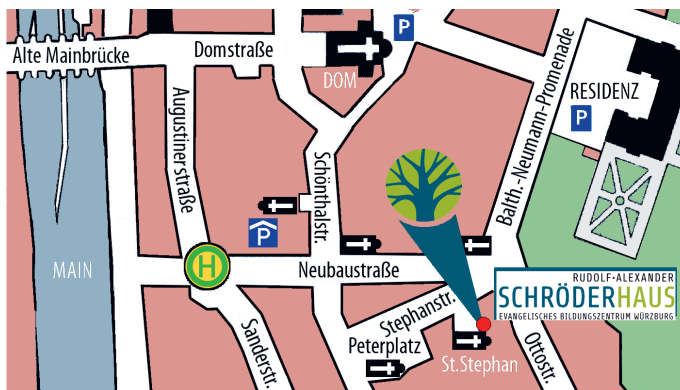 Alte Mainbrücke
Domstraße
DOM
P
Balth.-Neumann-Promenade
RESIDENZ
P
Augustinerstraße
Schönthalstr.
P
MAIN
H
Neubaustraße
RUDOLF·ALEXANDER
SCHRÖDERHAUS
EVANGELISCHES BILDUNGSZENTRUM WÜRZBURG
Stephanstr.
Sanderstr.
Peterplatz
St.Stephan
Ottostr.